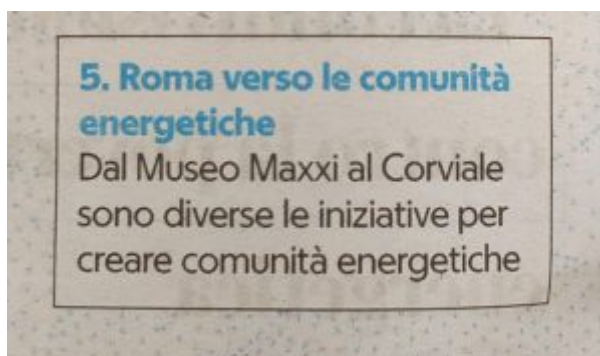 5. Roma verso le comunità
energetiche
Dal Museo Maxxi al Corviale
sono diverse le iniziative per
creare comunità energetiche